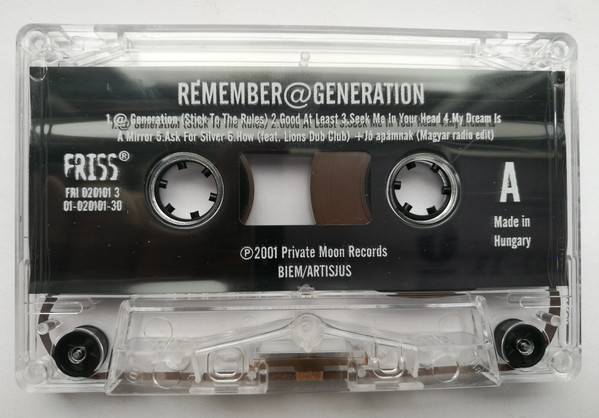 RÉMEMBER@GENERATION
1.@ Generation (Stick To The Rules) 2.Good At Least 3.Seek Me In Your Head 4.My Dream Is
A Mirror 5.Ask For Silver 6.How (feat. Lions Dub Club) +Jó apámnak (Magyar radio edit)
FRISS®
FRI 020101 3
01-020101-30
A
Made in
Hungary
℗2001 Private Moon Records
BIEM/ARTISJUS